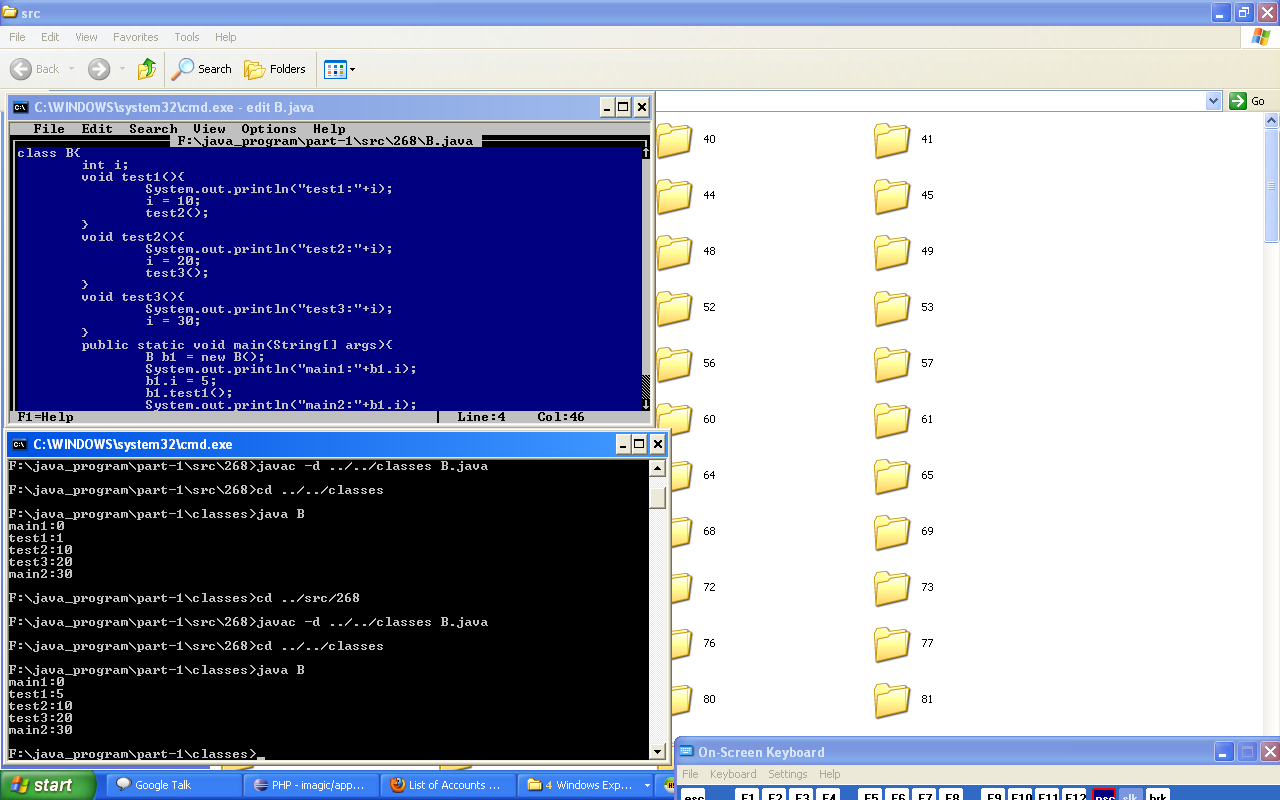 src
File Edit View Favorites Tools Help
Back Search Folders
Go
C:\WINDOWS\system32\cmd.exe - edit B.java
File Edit Search View Options Help
F:\java_program\part-1\src\268\B.java
class B{
int i;
void test1(){
System.out.println("test1:"+i);
i = 10;
test2();
}
void test2(){
System.out.println("test2:"+i);
i = 20;
test3();
}
void test3(){
System.out.println("test3:"+i);
i = 30;
}
public static void main(String[] args){
B b1 = new B();
System.out.println("main1:"+b1.i);
b1.i = 5;
b1.test1();
System.out.println("main2:"+b1.i);
F1=Help Line:4 Col:46
C:\WINDOWS\system32\cmd.exe
F:\java_program\part-1\src\268>javac -d ../../classes B.java
F:\java_program\part-1\src\268>cd ../../classes
F:\java_program\part-1\classes>java B
main1:0
test1:1
test2:10
test3:20
main2:30
F:\java_program\part-1\classes>cd ../src/268
F:\java_program\part-1\src\268>javac -d ../../classes B.java
F:\java_program\part-1\src\268>cd ../../classes
F:\java_program\part-1\classes>java B
main1:0
test1:5
test2:10
test3:20
main2:30
F:\java_program\part-1\classes>_
40 41
44 45
48 49
52 53
56 57
60 61
64 65
68 69
72 73
76 77
80 81
On-Screen Keyboard
File Keyboard Settings Help
esc F1 F2 F3 F4 F5 F6 F7 F8 F9 F10 F11 F12 psc slk brk
start Google Talk PHP - imagic/app... List of Accounts ... 4 Windows Exp...